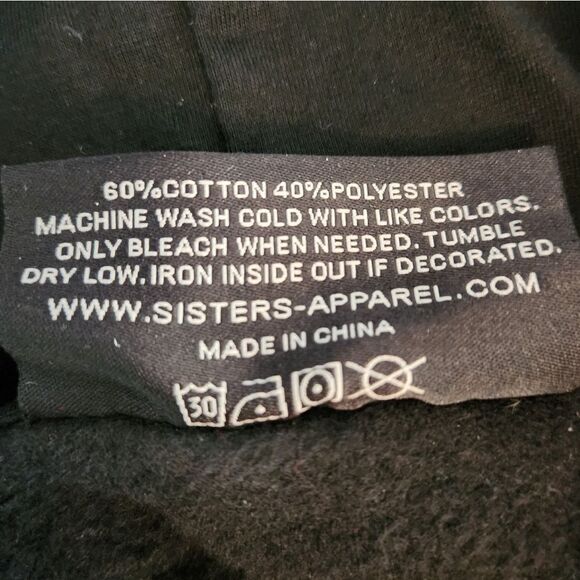 60%COTTON 40%POLYESTER
MACHINE WASH COLD WITH LIKE COLORS.
ONLY BLEACH WHEN NEEDED. TUMBLE
DRY LOW. IRON INSIDE OUT IF DECORATED.
WWW.SISTERS-APPAREL.COM
MADE IN CHINA
30